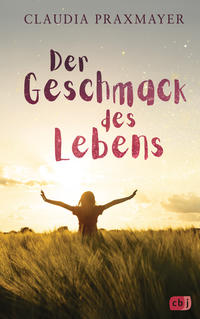 CLAUDIA PRAXMAYER
Der
Geschmack
des
Lebens
cbj